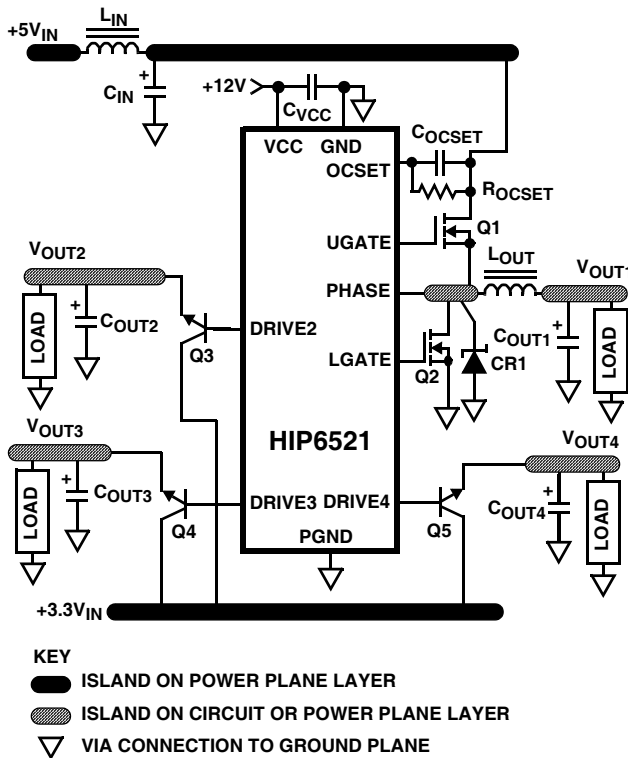 +5VIN
LIN
+
CIN
+12V
CVCC
VCC GND
OCSET
COCSET
ROCSET
UGATE
Q1
PHASE
LOUT
VOUT1
LGATE
Q2
CR1
+
COUT1
LOAD
VOUT2
+
COUT2
LOAD
Q3
DRIVE2
HIP6521
VOUT3
+
COUT3
LOAD
Q4
DRIVE3 DRIVE4
Q5
VOUT4
+
COUT4
LOAD
PGND
+3.3VIN
KEY
ISLAND ON POWER PLANE LAYER
ISLAND ON CIRCUIT OR POWER PLANE LAYER
VIA CONNECTION TO GROUND PLANE